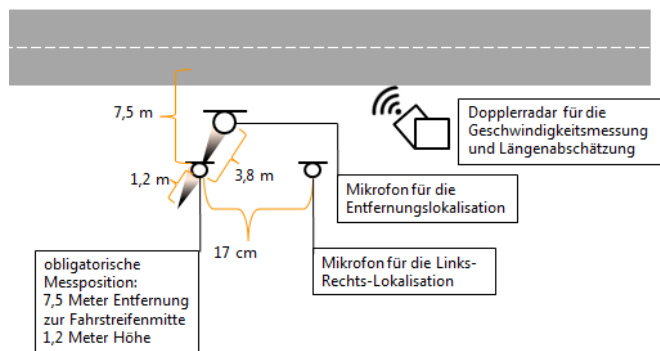 7,5 m
1,2 m
3,8 m
17 cm
Dopplerradar für die
Geschwindigkeitsmessung
und Längenabschätzung
Mikrofon für die
Entfernungslokalisation
Mikrofon für die Links-
Rechts-Lokalisation
obligatorische
Messposition:
7,5 Meter Entfernung
zur Fahrstreifenmitte
1,2 Meter Höhe